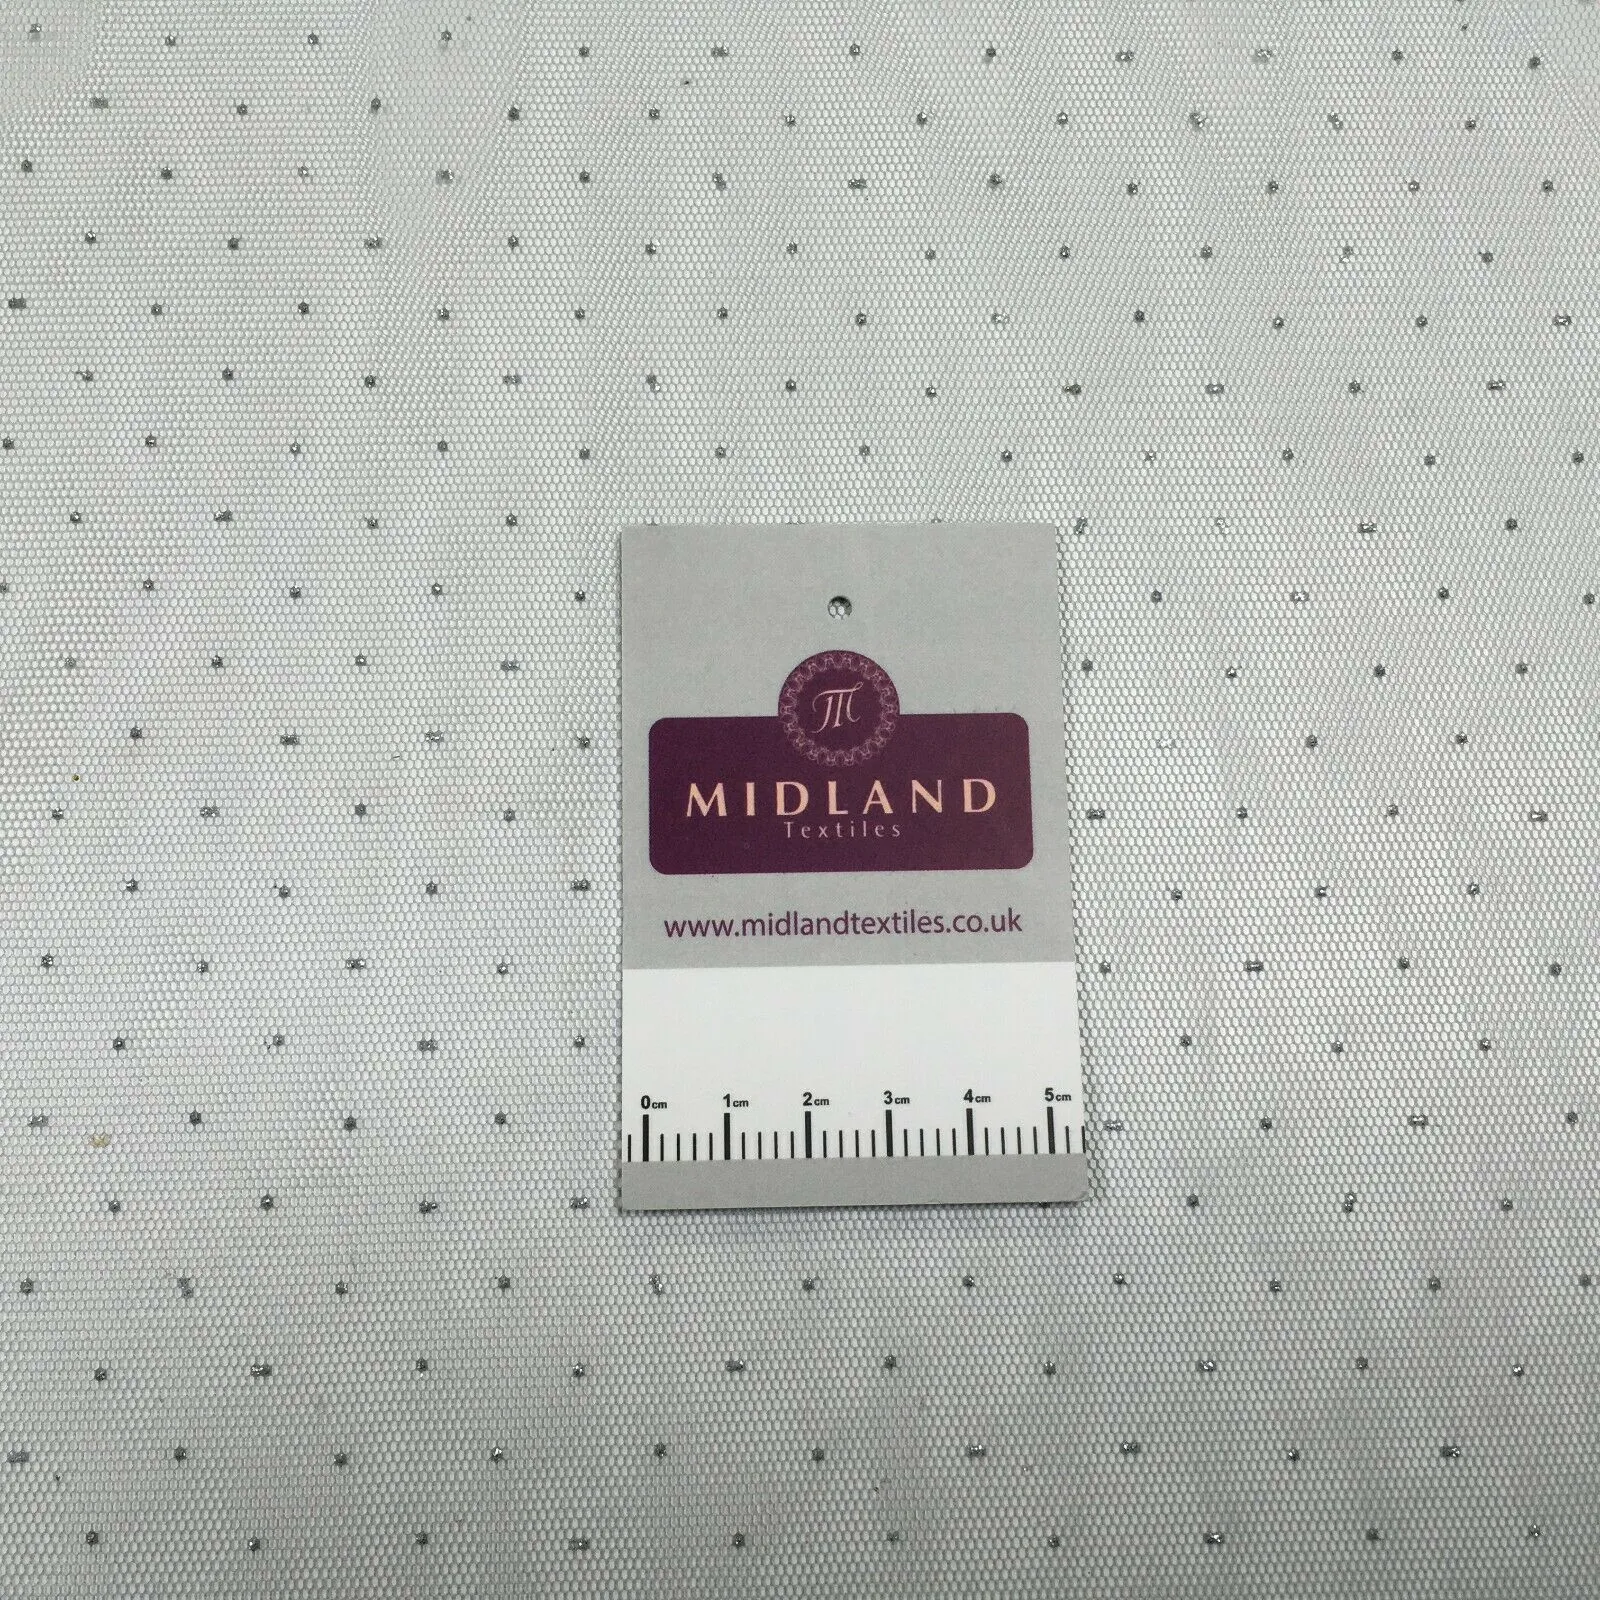 M
MIDLAND
Textiles
www.midlandtextiles.co.uk
0cm 1cm 2cm 3cm 4cm 5cm